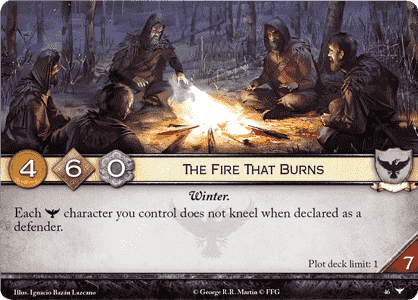 4 6 0 The Fire That Burns
Winter.
Each character you control does not kneel when declared as a
defender.
Plot deck limit: 1
7
Illus. Ignacio Bazán Lazcano © George R.R. Martin © FFG 46